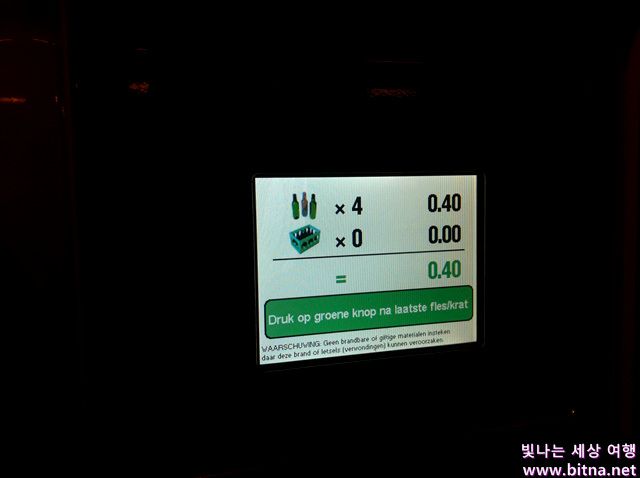 × 4 0.40
× 0 0.00
= 0.40
Druk op groene knop na laatste fles/krat
WAARSCHUWING: Geen brandbare of giftige materialen insteken
daar deze brand of letsels (verwondingen) kunnen veroorzaken.
빛나는 세상 여행
www.bitna.net